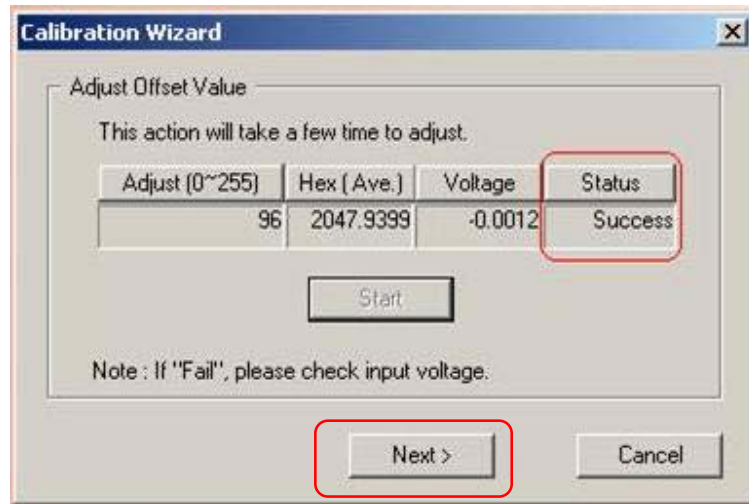 Calibration Wizard
Adjust Offset Value
This action will take a few time to adjust.
Adjust (0~255) Hex ( Ave.) Voltage Status
96 2047.9399 -0.0012 Success
Start
Note : If "Fail", please check input voltage.
Next > Cancel